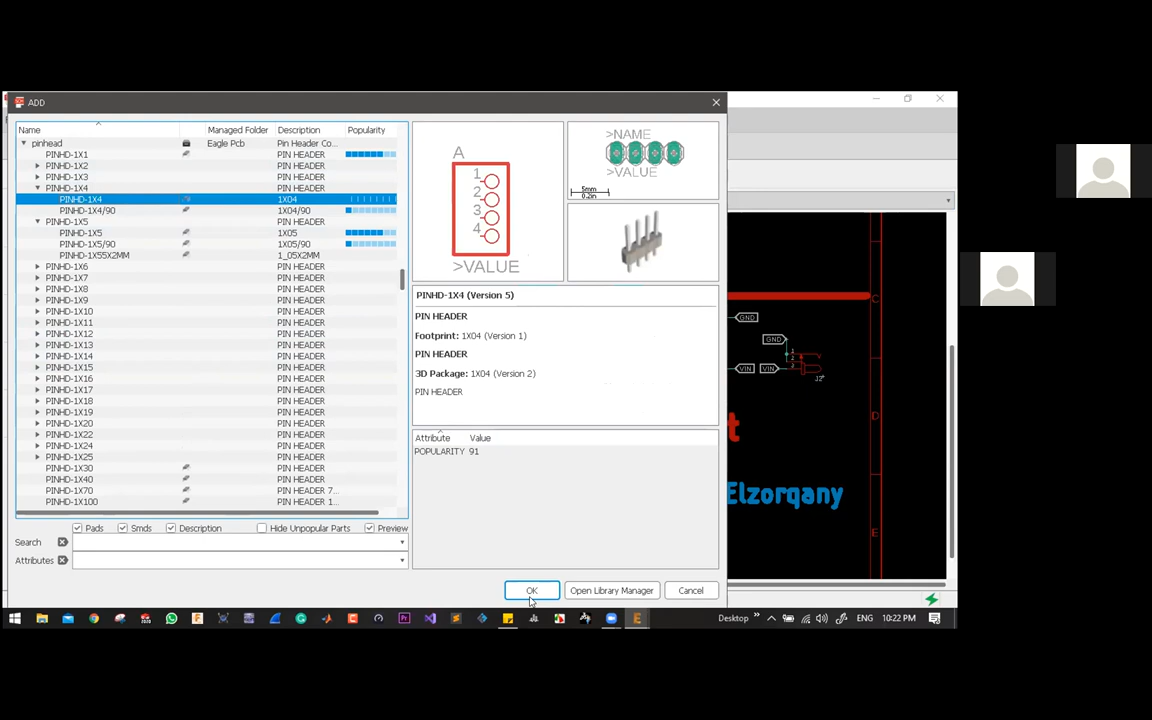 ADD
Name Managed Folder Description Popularity
pinhead Eagle Pcb Pin Header Co...
PINHD-1X1 PIN HEADER
PINHD-1X2 PIN HEADER
PINHD-1X3 PIN HEADER
PINHD-1X4 PIN HEADER
PINHD-1X4 1X04
PINHD-1X4/90 1X04/90
PINHD-1X5 PIN HEADER
PINHD-1X5 1X05
PINHD-1X5/90 1X05/90
PINHD-1X55X2MM 1_05X2MM
PINHD-1X6 PIN HEADER
PINHD-1X7 PIN HEADER
PINHD-1X8 PIN HEADER
PINHD-1X9 PIN HEADER
PINHD-1X10 PIN HEADER
PINHD-1X11 PIN HEADER
PINHD-1X12 PIN HEADER
PINHD-1X13 PIN HEADER
PINHD-1X14 PIN HEADER
PINHD-1X15 PIN HEADER
PINHD-1X16 PIN HEADER
PINHD-1X17 PIN HEADER
PINHD-1X18 PIN HEADER
PINHD-1X19 PIN HEADER
PINHD-1X20 PIN HEADER
PINHD-1X22 PIN HEADER
PINHD-1X24 PIN HEADER
PINHD-1X25 PIN HEADER
PINHD-1X30 PIN HEADER
PINHD-1X40 PIN HEADER
PINHD-1X70 PIN HEADER 7...
PINHD-1X100 PIN HEADER 1...
Pads Smds Description Hide Unpopular Parts Preview
Search
Attributes
A
1
2
3
4
>VALUE
>NAME
>VALUE
5mm
0.2in
PINHD-1X4 (Version 5)
PIN HEADER
Footprint: 1X04 (Version 1)
PIN HEADER
3D Package: 1X04 (Version 2)
PIN HEADER
Attribute Value
POPULARITY 91
OK Open Library Manager Cancel
C
GND
GND
VIN VIN
J2
D
t
Elzorqany
E
Desktop ENG 10:22 PM